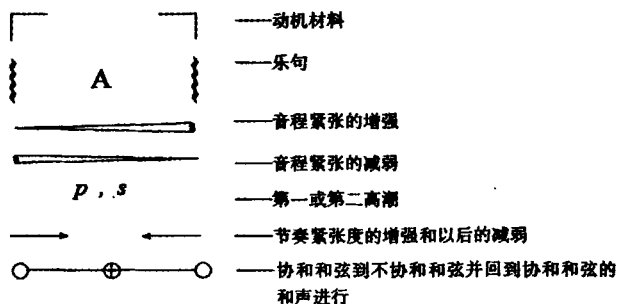 ——动机材料
A ——乐句
——音程紧张的增强
——音程紧张的减弱
p , s ——第一或第二高潮
——节奏紧张度的增强和以后的减弱
——协和和弦到不协和和弦并回到协和和弦的
和声进行